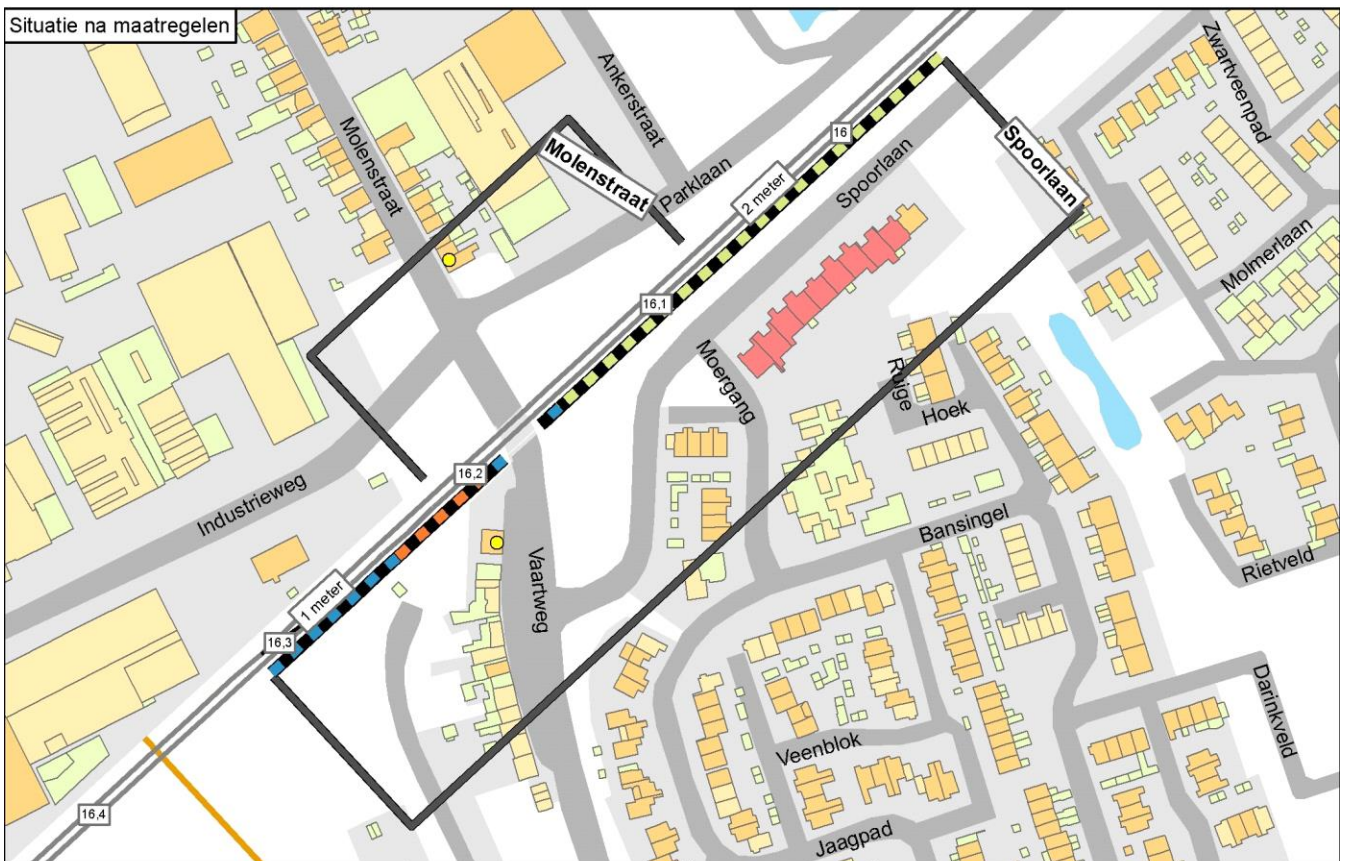 Situatie na maatregelen
Molenstraat
Ankerstraat
Zwartveenpad
16
Spoorlaan
Molenstraat
Parklaan
2 meter
Spoorlaan
Molmerlaan
16,1
Moergang
Ruige
Hoek
Industrieweg
16,2
Bansingel
Rietveld
Vaartweg
1 meter
16,3
Darinkveld
Veenblok
16,4
Jaagpad